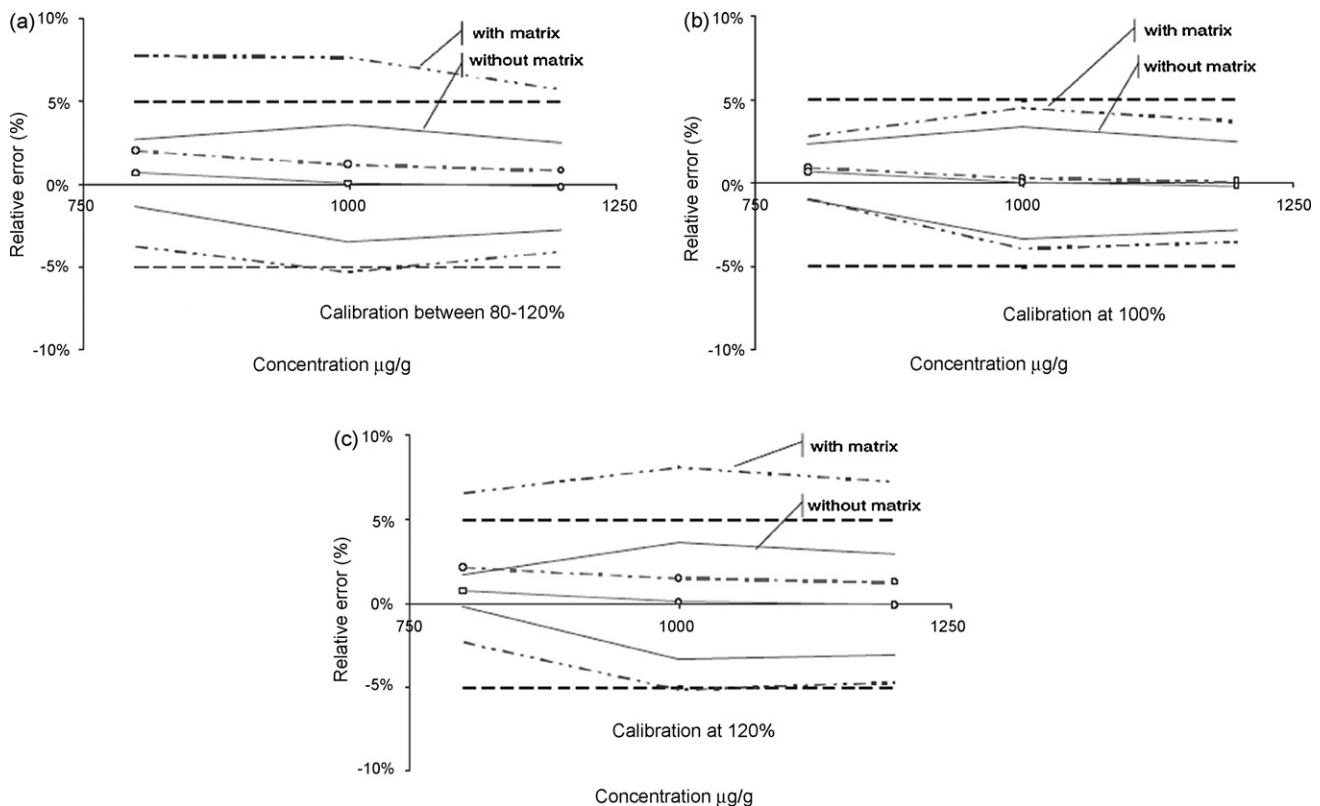 (a)
10%
5%
0%
-5%
-10%
750
1000
1250
Relative error (%)
with matrix
without matrix
Calibration between 80-120%
Concentration μg/g
(b)
10%
5%
0%
-5%
-10%
750
1000
1250
Relative error (%)
with matrix
without matrix
Calibration at 100%
Concentration μg/g
(c)
10%
5%
0%
-5%
-10%
750
1000
1250
Relative error (%)
with matrix
without matrix
Calibration at 120%
Concentration μg/g